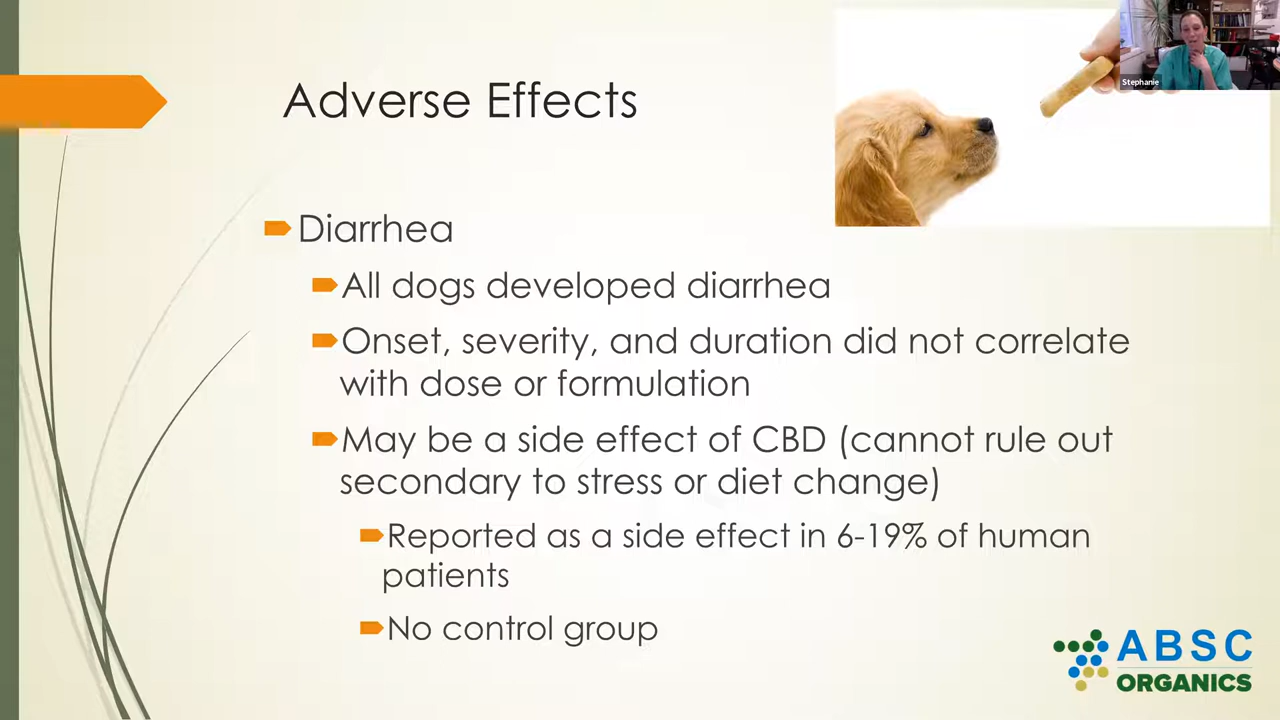 Stephanie
Adverse Effects
Diarrhea
All dogs developed diarrhea
Onset, severity, and duration did not correlate
with dose or formulation
May be a side effect of CBD (cannot rule out
secondary to stress or diet change)
Reported as a side effect in 6-19% of human
patients
No control group
ABSC
ORGANICS